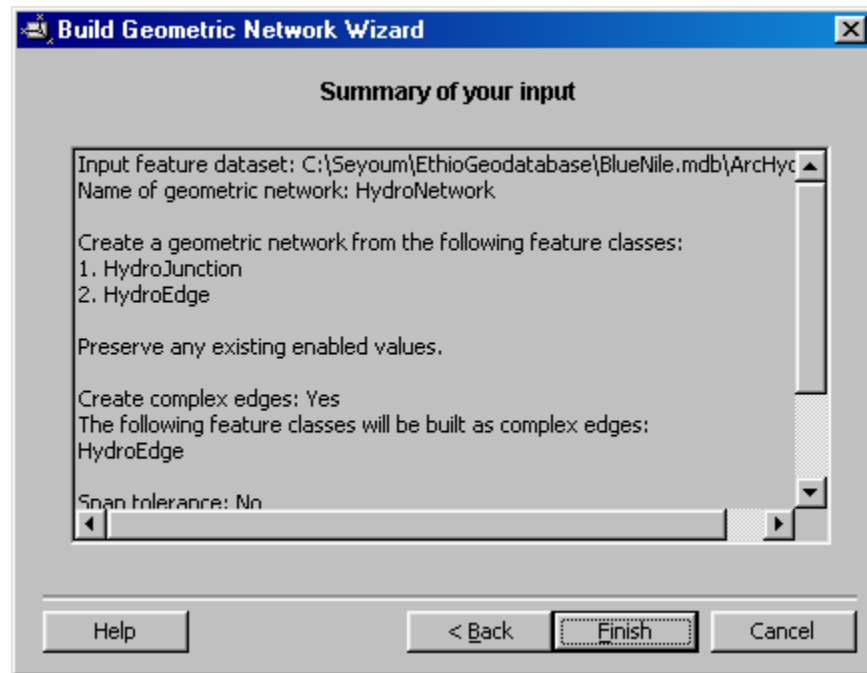 Build Geometric Network Wizard
Summary of your input
Input feature dataset: C:\Seyoum\EthioGeodatabase\BlueNile.mdb\ArcHyd
Name of geometric network: HydroNetwork
Create a geometric network from the following feature classes:
1. HydroJunction
2. HydroEdge
Preserve any existing enabled values.
Create complex edges: Yes
The following feature classes will be built as complex edges:
HydroEdge
Snap tolerance: No
Help
< Back
Finish
Cancel